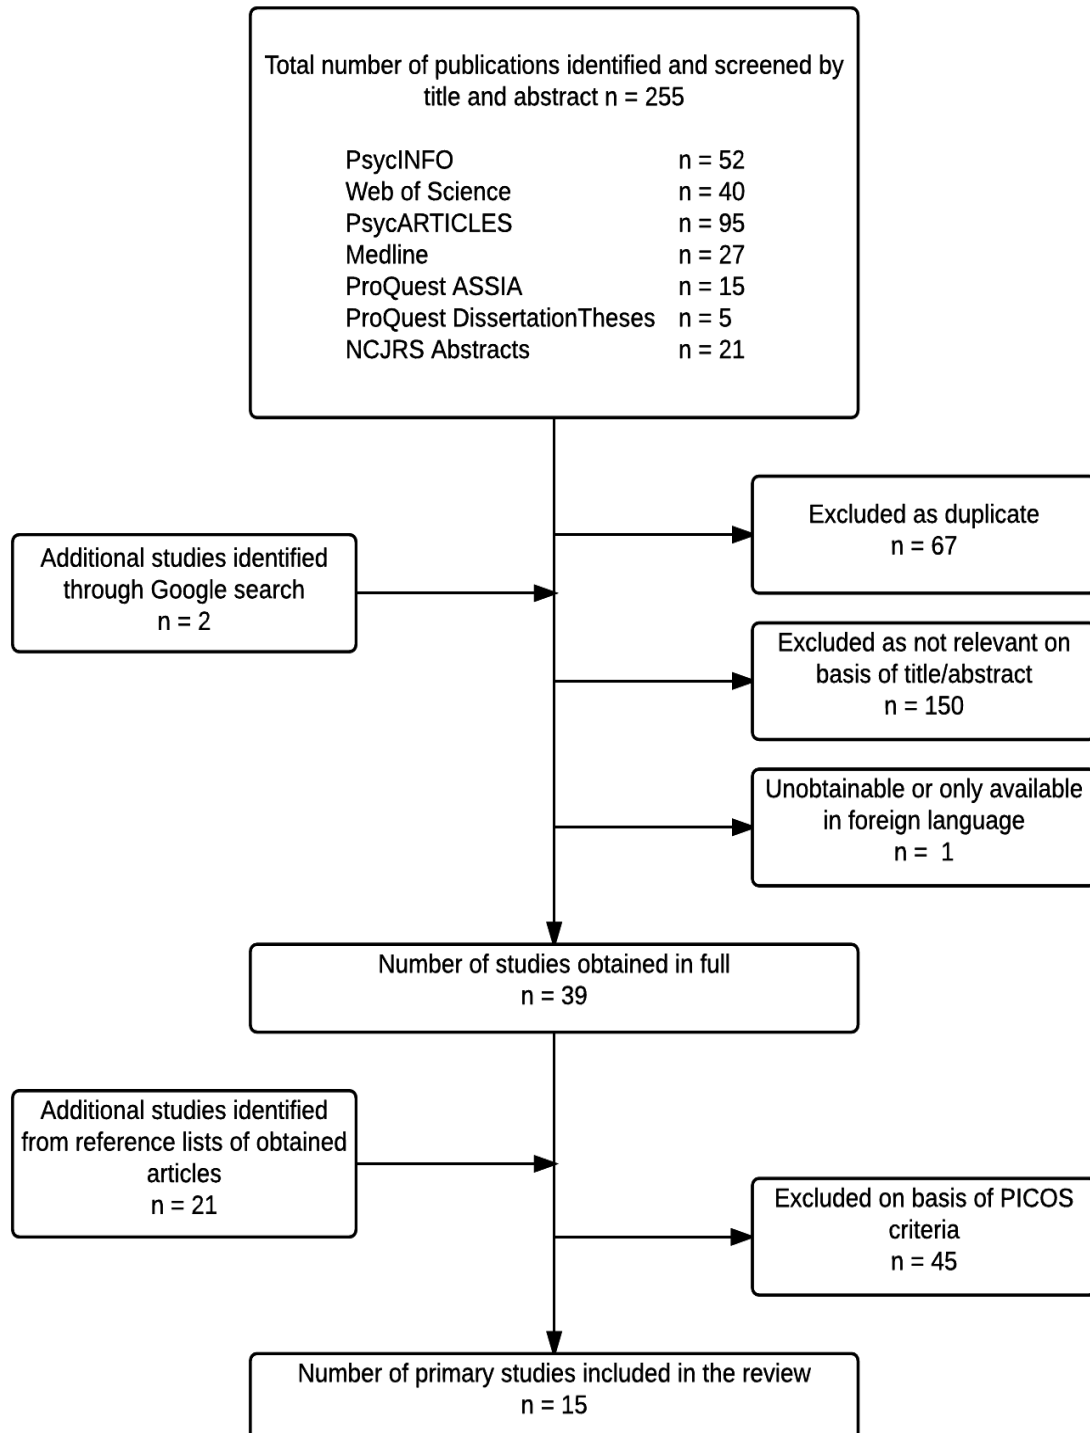 Total number of publications identified and screened by
title and abstract n = 255
PsycINFO n = 52
Web of Science n = 40
PsycARTICLES n = 95
Medline n = 27
ProQuest ASSIA n = 15
ProQuest DissertationTheses n = 5
NCJRS Abstracts n = 21
Excluded as duplicate
n = 67
Additional studies identified
through Google search
n = 2
Excluded as not relevant on
basis of title/abstract
n = 150
Unobtainable or only available
in foreign language
n = 1
Number of studies obtained in full
n = 39
Additional studies identified
from reference lists of obtained
articles
n = 21
Excluded on basis of PICOS
criteria
n = 45
Number of primary studies included in the review
n = 15